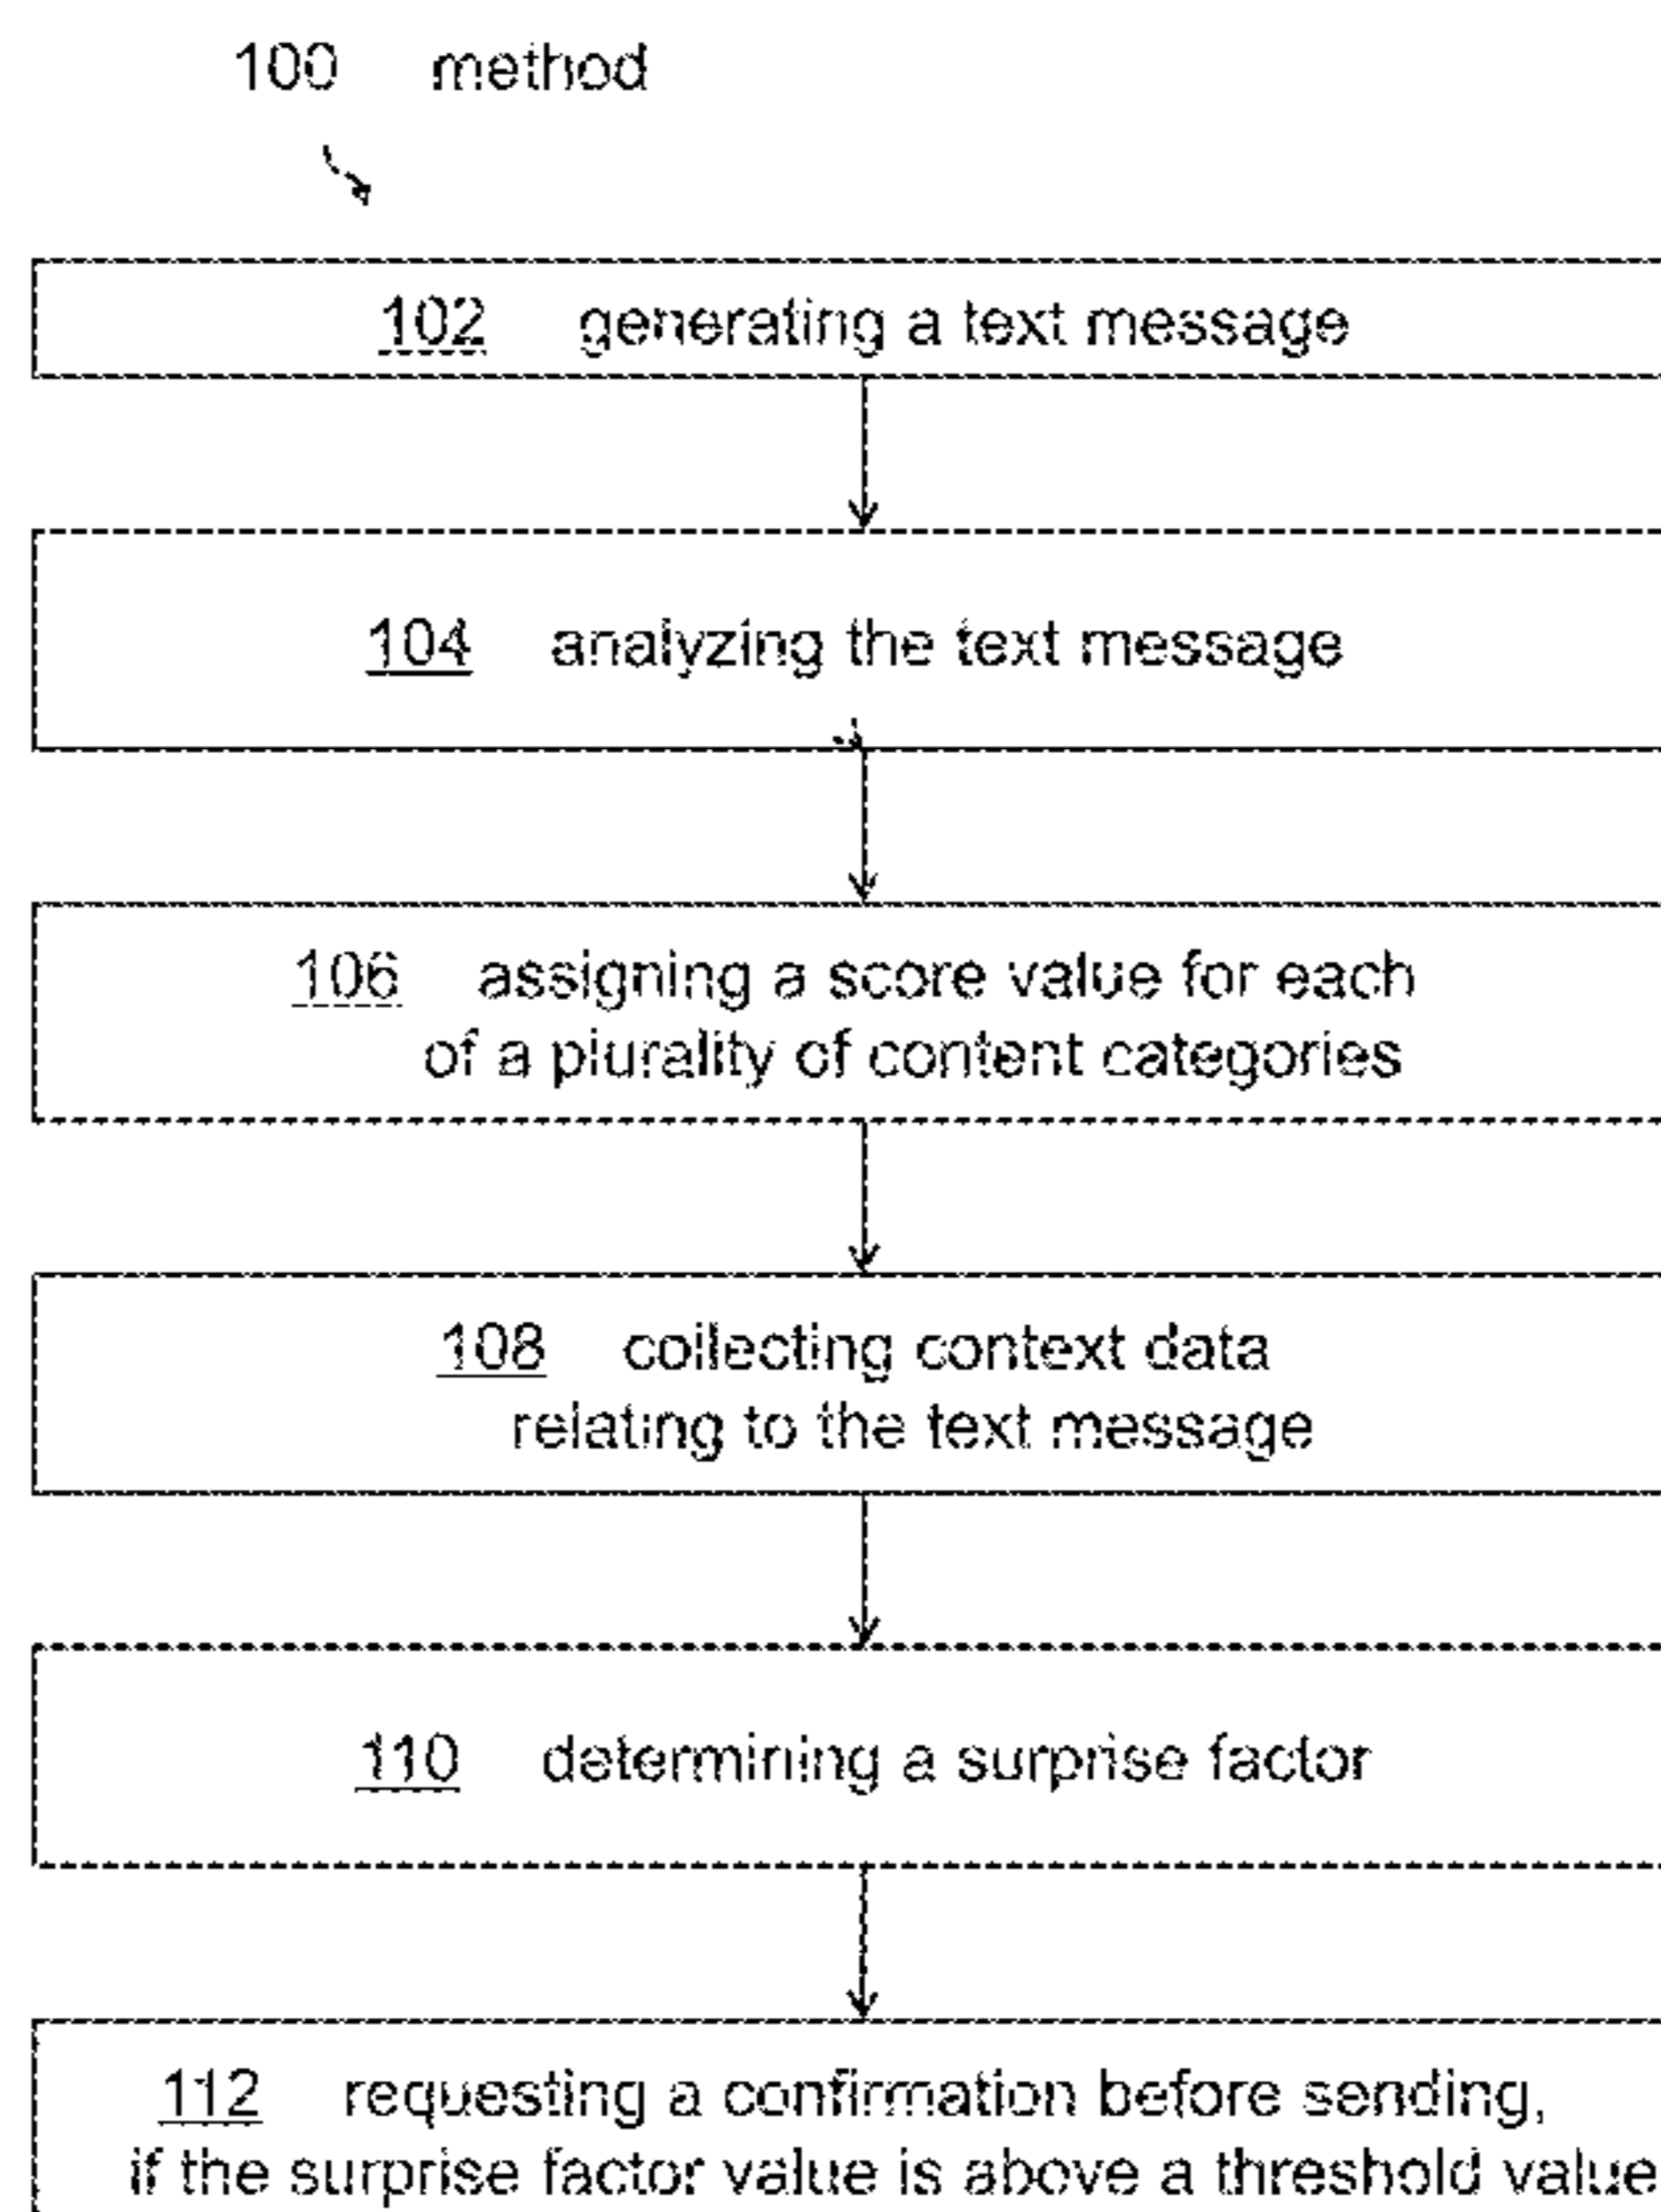 100 method
102 generating a text message
104 analyzing the text message
106 assigning a score value for each
of a plurality of content categories
108 collecting context data
relating to the text message
110 determining a surprise factor
112 requesting a confirmation before sending,
if the surprise factor value is above a threshold value